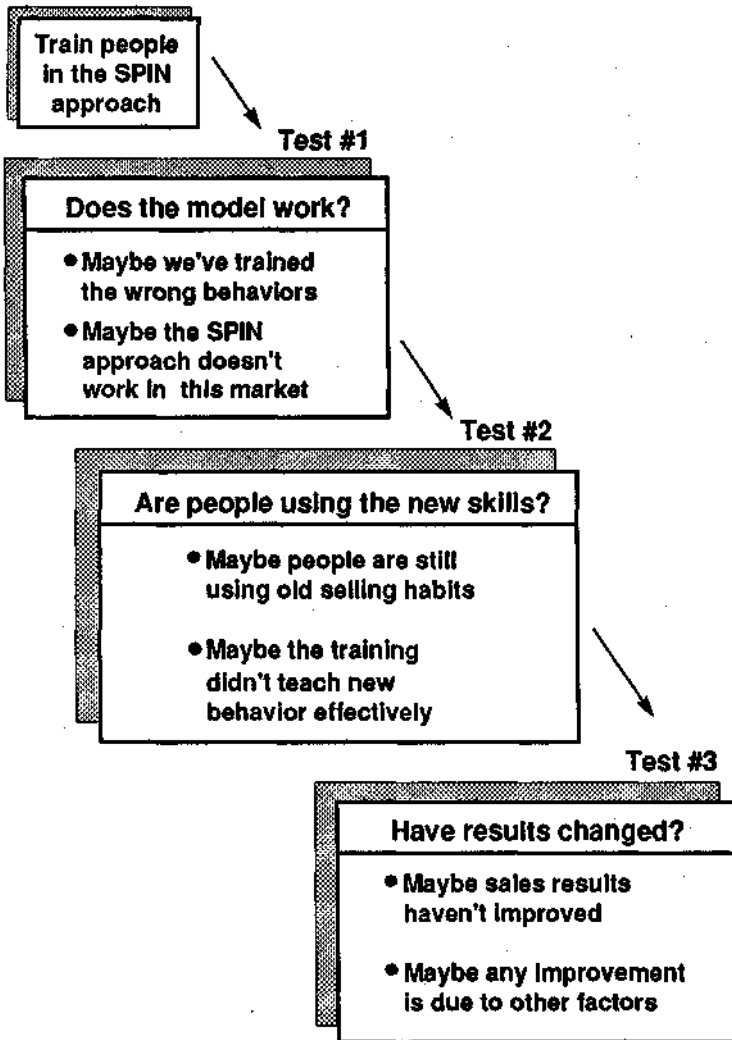 Train people
in the SPIN
approach
Test #1
Does the model work?
● Maybe we've trained
the wrong behaviors
● Maybe the SPIN
approach doesn't
work in this market
Test #2
Are people using the new skills?
● Maybe people are still
using old selling habits
● Maybe the training
didn't teach new
behavior effectively
Test #3
Have results changed?
● Maybe sales results
haven't improved
● Maybe any improvement
is due to other factors